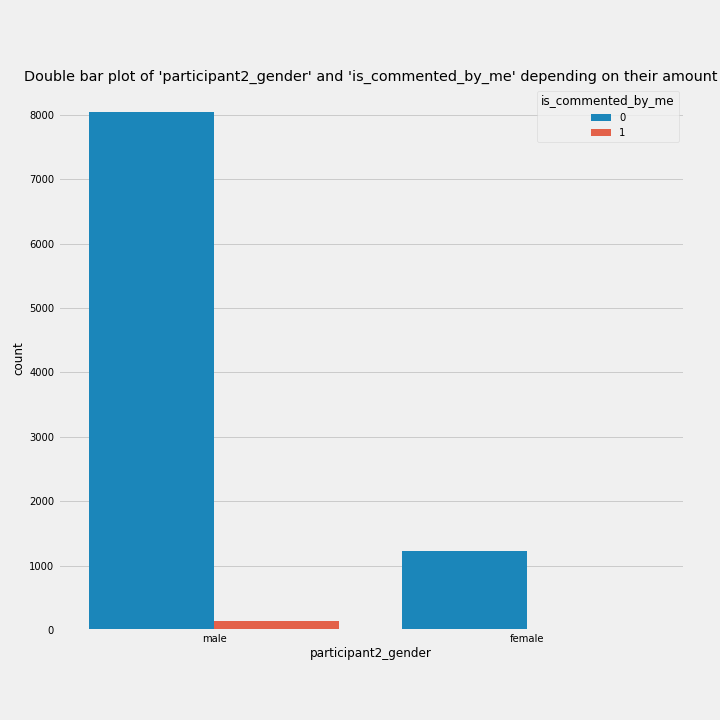 Double bar plot of 'participant2_gender' and 'is_commented_by_me' depending on their amount
is_commented_by_me
0
1
8000
7000
6000
5000
4000
3000
2000
1000
0
count
male
female
participant2_gender